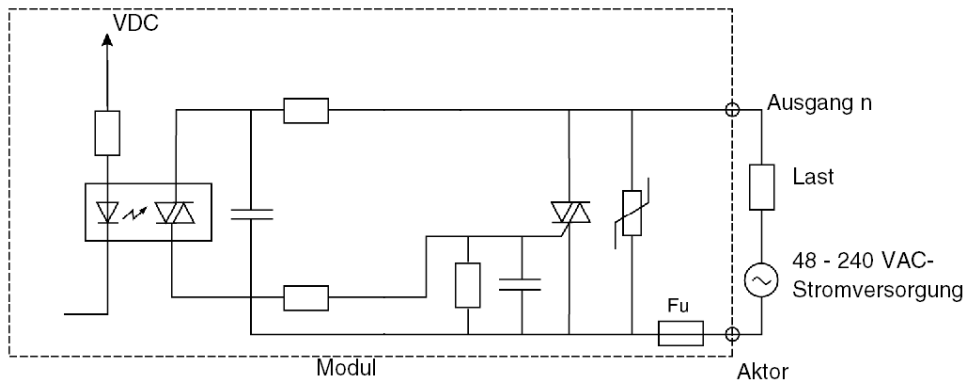 VDC
Ausgang n
Last
48 - 240 VAC-
Stromversorgung
Fu
Modul
Aktor